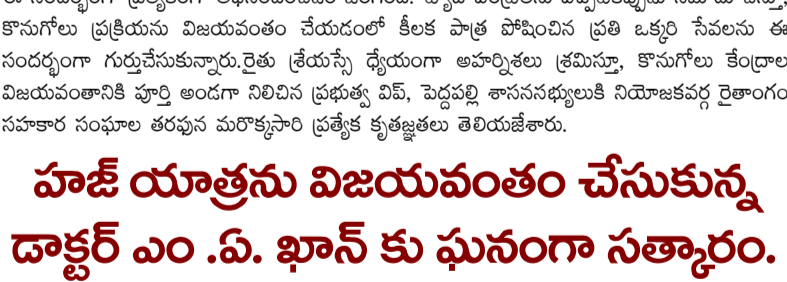 కొనుగోలు ప్రక్రియను విజయవంతం చేయడంలో కీలక పాత్ర పోషించిన ప్రతి ఒక్కరి సేవలను ఈ
సందర్భంగా గుర్తుచేసుకున్నారు.రైతు శ్రేయస్సే ధ్యేయంగా అహర్నిశలు శ్రమిస్తూ, కొనుగోలు కేంద్రాల
విజయవంతానికి పూర్తి అండగా నిలిచిన ప్రభుత్వ విప్, పెద్దపల్లి శాసనసభ్యులుకి నియోజకవర్గ రైతాంగం
సహకార సంఘాల తరఫున మరొక్కసారి ప్రత్యేక కృతజ్ఞతలు తెలియజేశారు.
హజ్ యాత్రను విజయవంతం చేసుకున్న
డాక్టర్ ఎం .ఏ. ఖాన్ కు ఘనంగా సత్కారం.